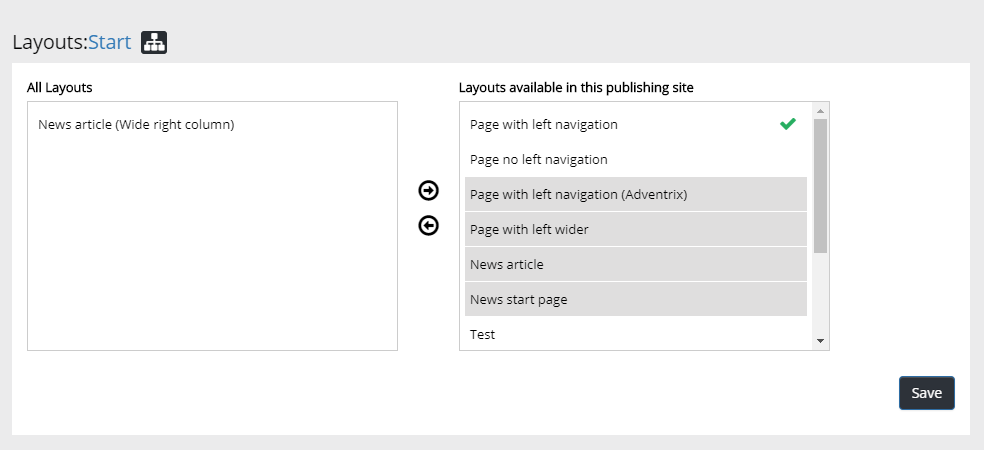 Layouts:Start
All Layouts
News article (Wide right column)
Layouts available in this publishing site
Page with left navigation
Page no left navigation
Page with left navigation (Adventrix)
Page with left wider
News article
News start page
Test
Save